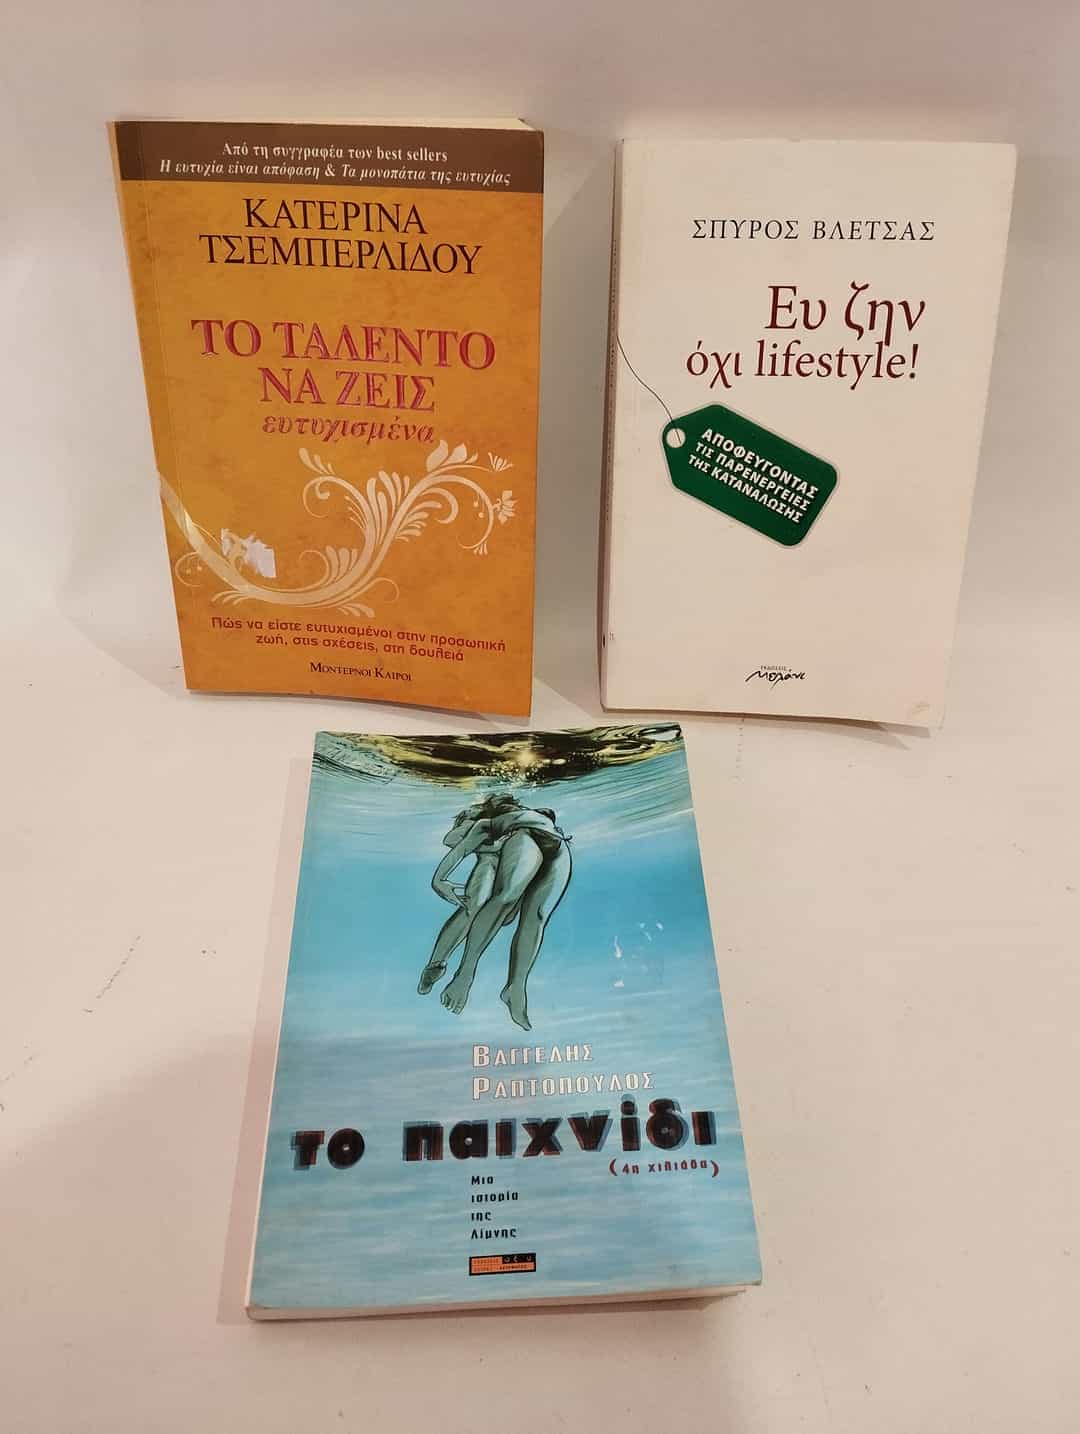 Από τη συγγραφέα των best sellers
Η ευτυχία είναι απόφαση & Τα μονοπάτια της ευτυχίας
ΚΑΤΕΡΙΝΑ
ΤΣΕΜΠΕΡΛΙΔΟΥ
ΤΟ ΤΑΛΕΝΤΟ
ΝΑ ΖΕΙΣ
ευτυχισμένα
Πώς να είστε ευτυχισμένοι στην προσωπική
ζωή, στις σχέσεις, στη δουλειά
ΜΟΝΤΕΡΝΟΙ ΚΑΙΡΟΙ
ΣΠΥΡΟΣ ΒΛΕΤΣΑΣ
Ευ ζην
όχι lifestyle!
ΑΠΟΦΕΥΓΟΝΤΑΣ
ΤΙΣ ΠΑΡΕΝΕΡΓΕΙΕΣ
ΤΗΣ ΚΑΤΑΝΑΛΩΣΗΣ
ΕΚΔΟΣΕΙΣ
Μελάνι
ΒΑΓΓΕΛΗΣ
ΡΑΠΤΟΠΟΥΛΟΣ
το παιχνίδι
(4η χιλιάδα)
Μια
ιστορία
της
Λίμνης